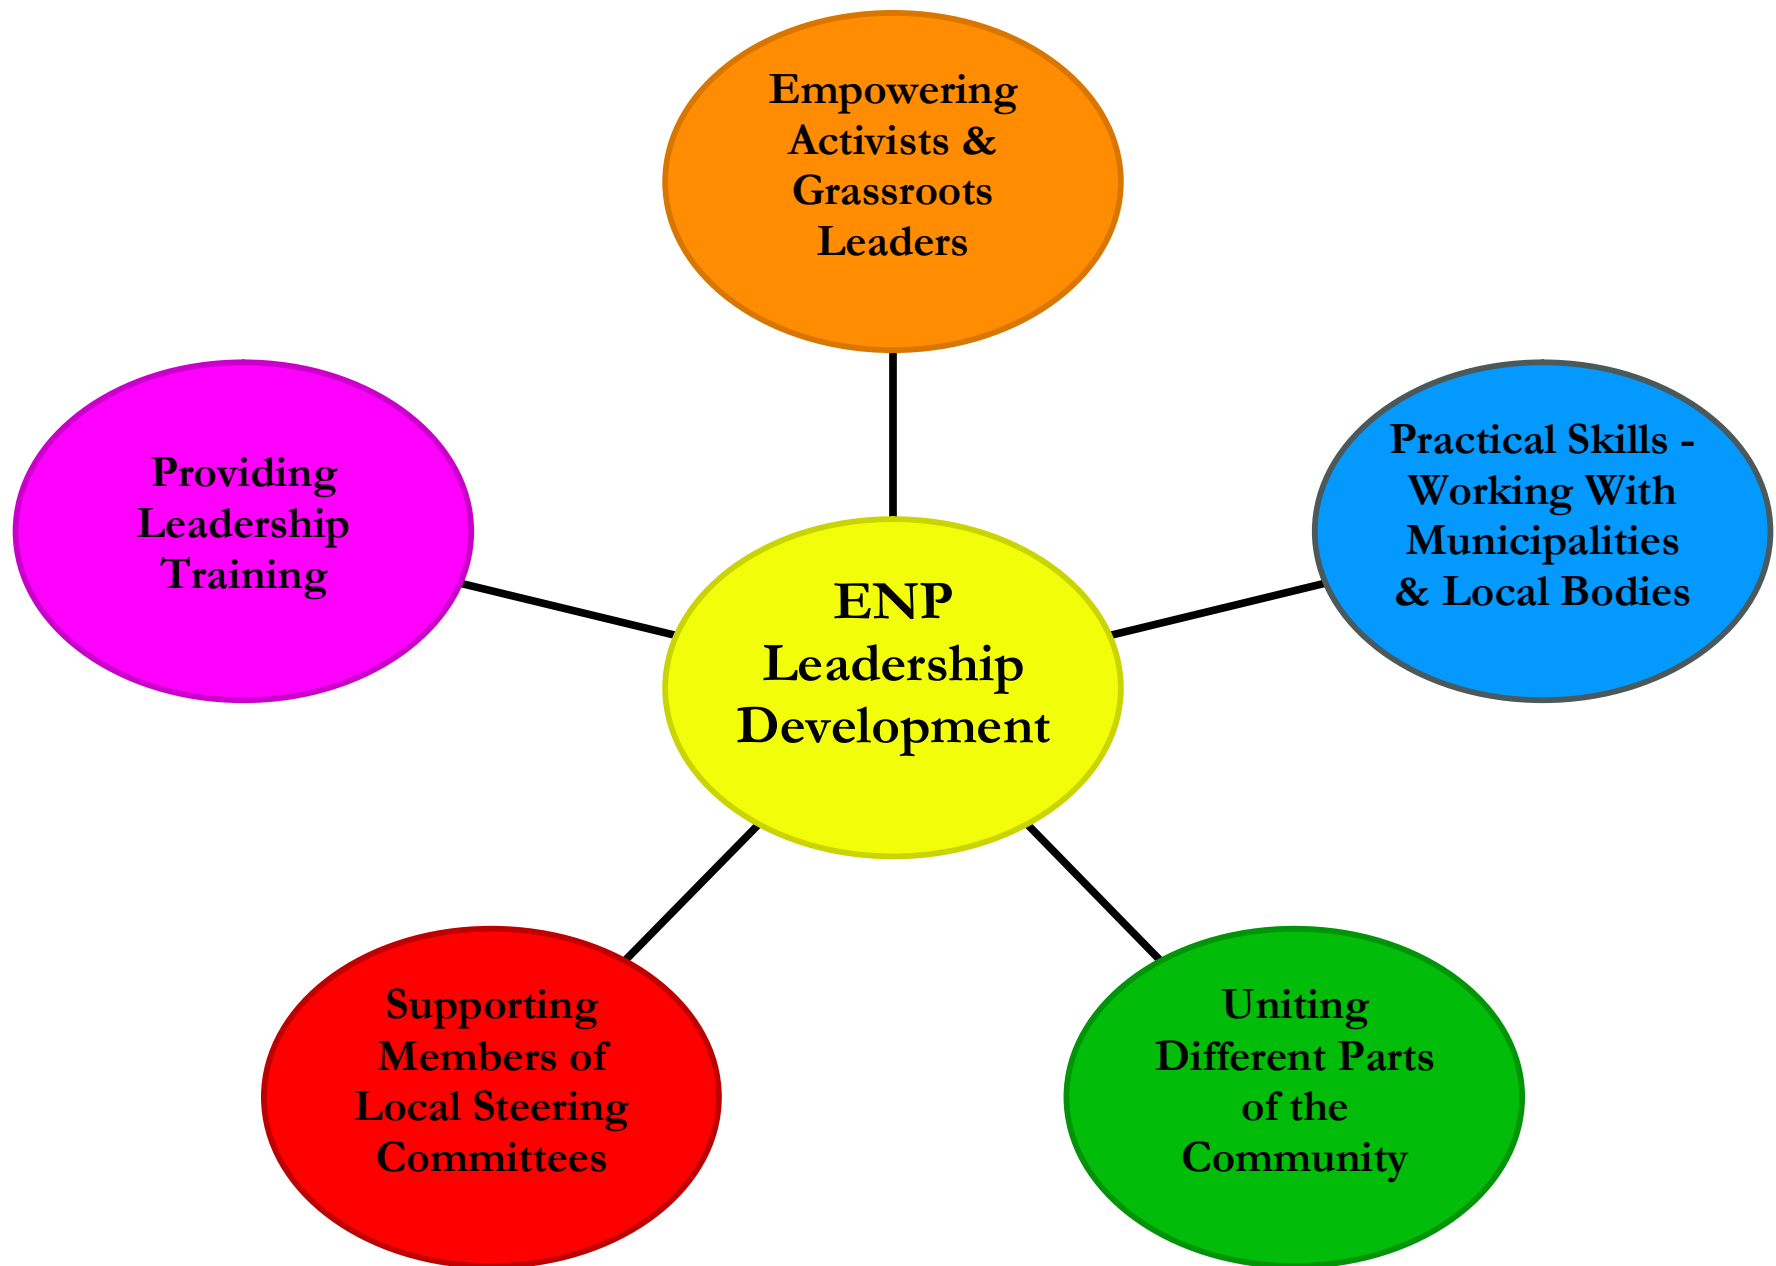 Empowering
Activists &
Grassroots
Leaders
Practical Skills -
Working With
Municipalities
& Local Bodies
Providing
Leadership
Training
ENP
Leadership
Development
Supporting
Members of
Local Steering
Committees
Uniting
Different Parts
of the
Community